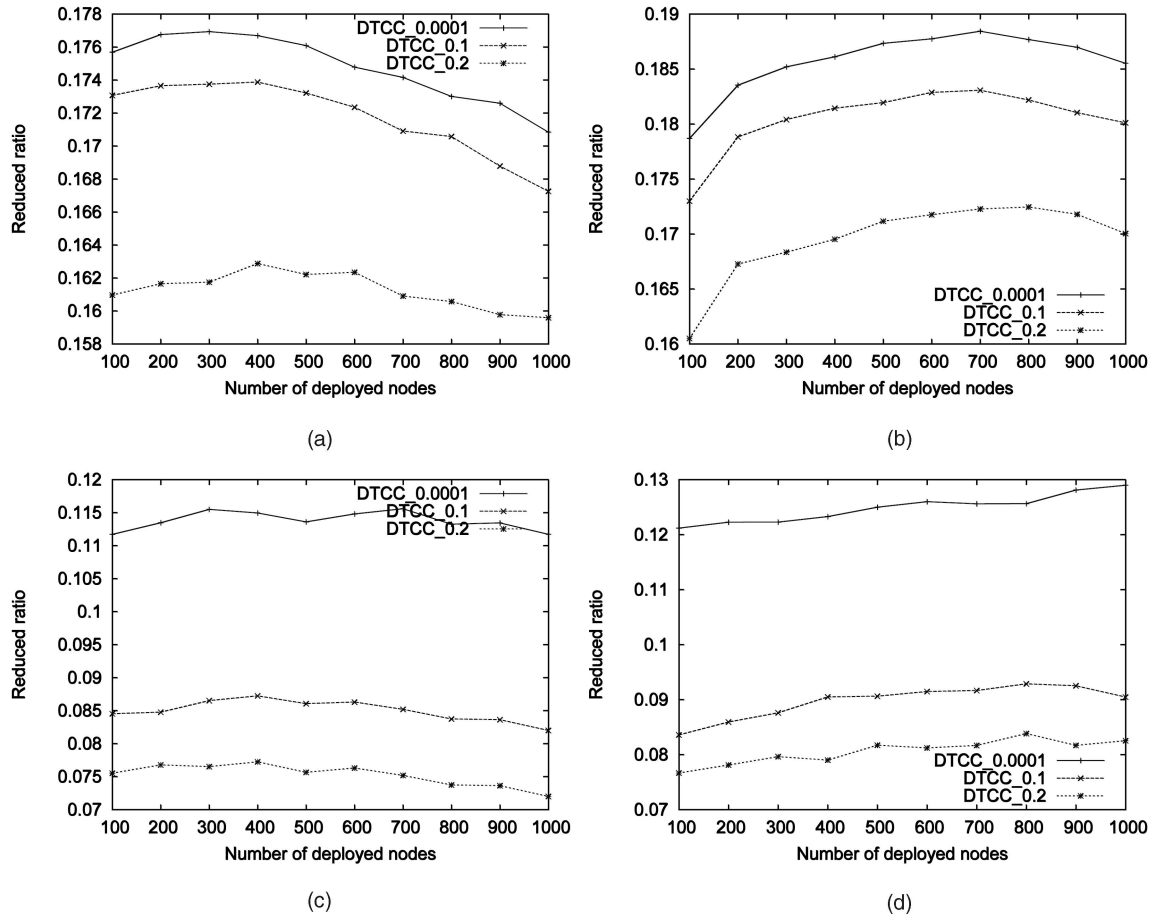 0.178
0.176
0.174
0.172
0.17
0.168
0.166
0.164
0.162
0.16
0.158
Reduced ratio
DTCC_0.0001
DTCC_0.1
DTCC_0.2
100 200 300 400 500 600 700 800 900 1000
Number of deployed nodes
(a)
0.19
0.185
0.18
0.175
0.17
0.165
0.16
Reduced ratio
DTCC_0.0001
DTCC_0.1
DTCC_0.2
100 200 300 400 500 600 700 800 900 1000
Number of deployed nodes
(b)
0.12
0.115
0.11
0.105
0.1
0.095
0.09
0.085
0.08
0.075
0.07
Reduced ratio
DTCC_0.0001
DTCC_0.1
DTCC_0.2
100 200 300 400 500 600 700 800 900 1000
Number of deployed nodes
(c)
0.13
0.12
0.11
0.1
0.09
0.08
0.07
Reduced ratio
DTCC_0.0001
DTCC_0.1
DTCC_0.2
100 200 300 400 500 600 700 800 900 1000
Number of deployed nodes
(d)